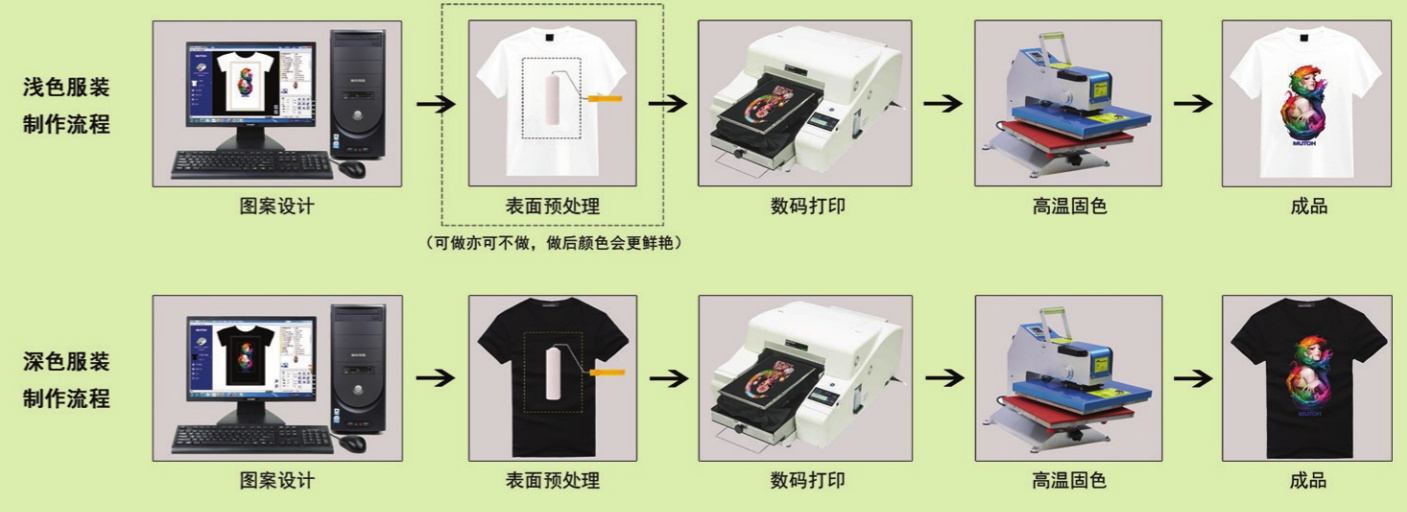 浅色服装
制作流程
图案设计
表面预处理
数码打印
高温固色
成品
(可做亦可不做，做后颜色会更鲜艳)
MUTOH
深色服装
制作流程
图案设计
表面预处理
数码打印
高温固色
成品
MUTOH